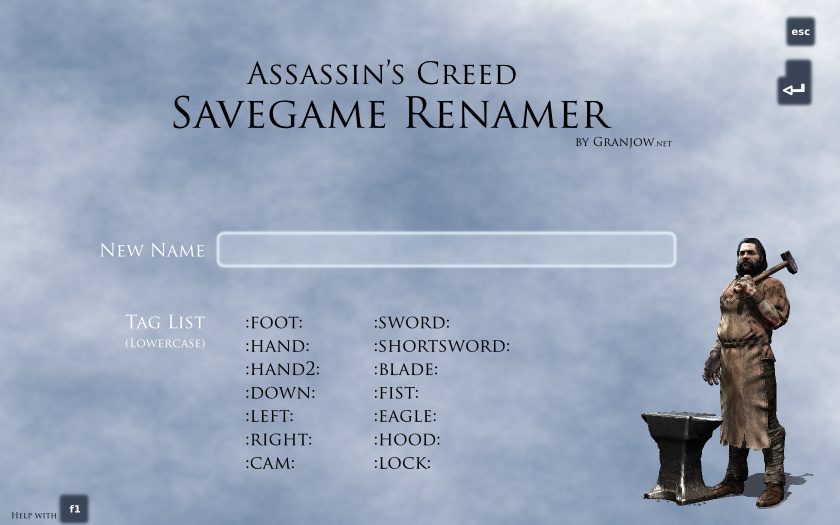 esc
Assassin's Creed
Savegame Renamer
by Granjow.net
New Name
Tag List
(Lowercase)
:FOOT: :SWORD:
:HAND: :SHORTSWORD:
:HAND2: :BLADE:
:DOWN: :FIST:
:LEFT: :EAGLE:
:RIGHT: :HOOD:
:CAM: :LOCK:
Help with f1